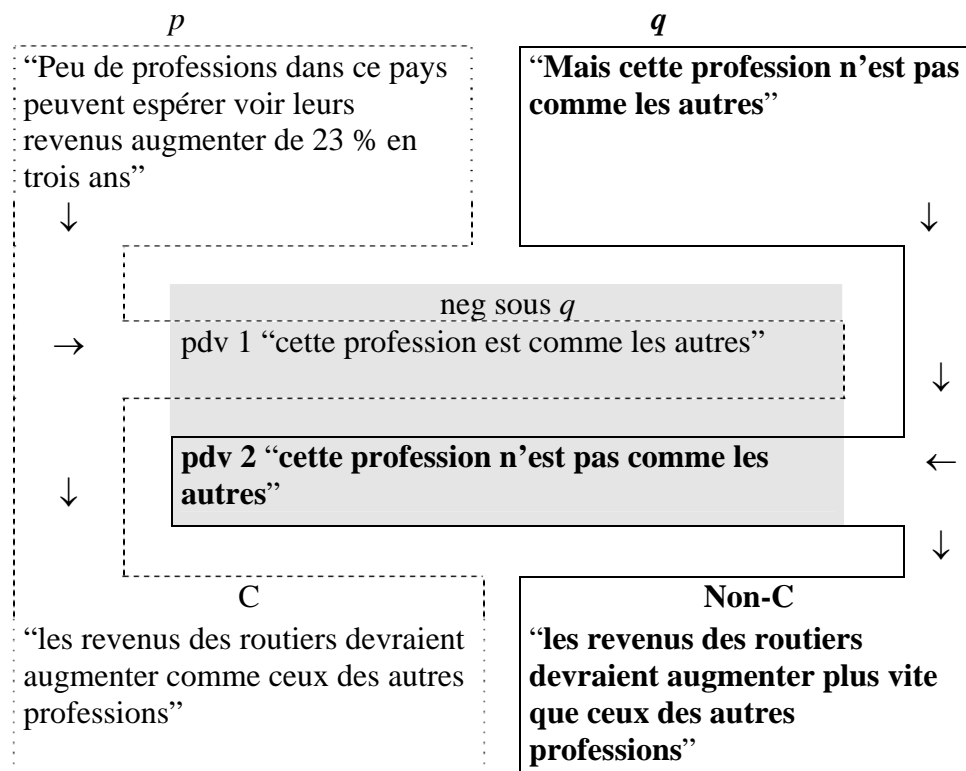 p
q
“Peu de professions dans ce pays
peuvent espérer voir leurs
revenus augmenter de 23 % en
trois ans”
“Mais cette profession n’est pas
comme les autres”
↓
↓
neg sous q
→
pdv 1 “cette profession est comme les autres”
↓
pdv 2 “cette profession n’est pas comme les
autres”
←
↓
↓
C
“les revenus des routiers devraient
augmenter comme ceux des autres
professions”
Non-C
“les revenus des routiers
devraient augmenter plus vite
que ceux des autres
professions”